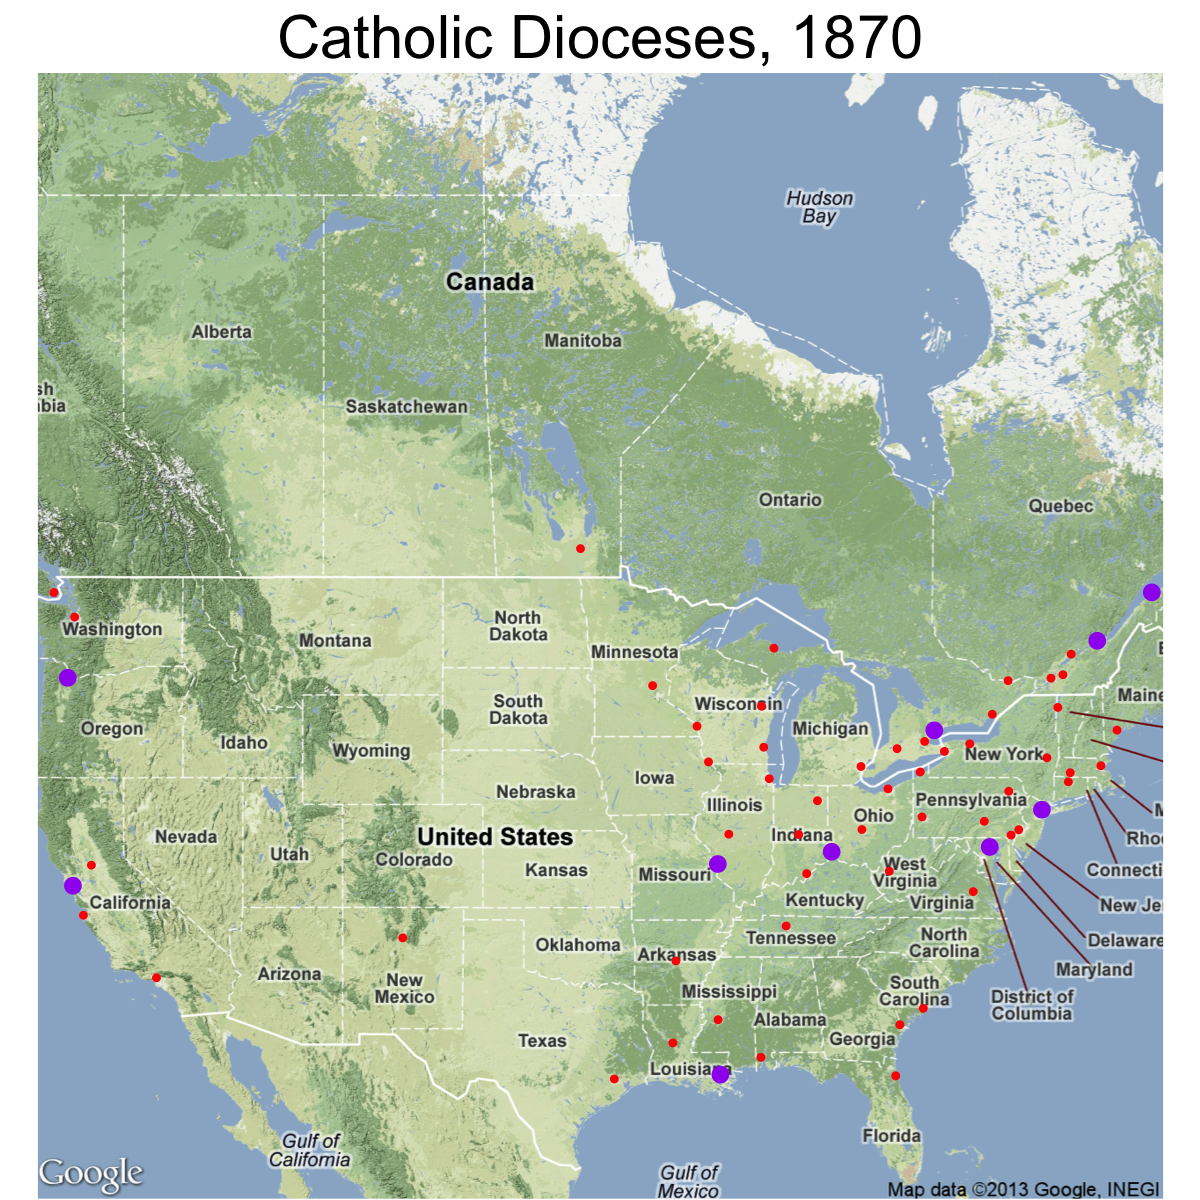 Catholic Dioceses, 1870
Hudson
Bay
Canada
Alberta
Manitoba
sh
bia
Saskatchewan
Ontario
Quebec
Washington
North
Dakota
Montana
Minnesota
E
Maine
South
Dakota
Wisconsin
Oregon
Idaho
Wyoming
Michigan
New York
Iowa
Nebraska
Illinois
Pennsylvania
M
Ohio
Nevada
Utah
United States
Colorado
Indiana
Rho
Kansas
Missouri
West
Virginia
Connecti
California
Kentucky
Virginia
New Je
Oklahoma
Tennessee
North
Carolina
Delaware
Arkansas
Arizona
New
Mexico
Maryland
Mississippi
South
Carolina
District of
Columbia
Alabama
Texas
Georgia
Louisiana
Florida
Gulf of
California
Gulf of
Mexico
Google
Map data ©2013 Google, INEGI